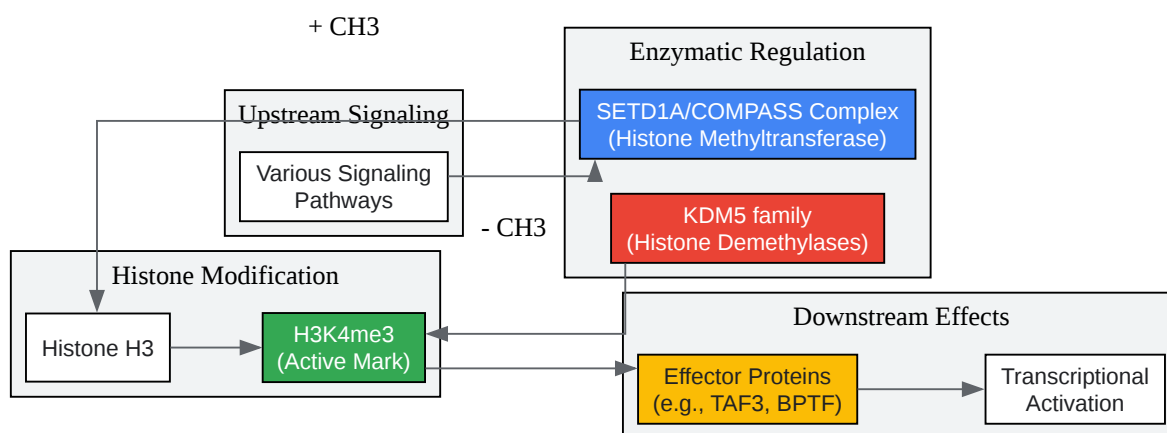 + CH3
Enzymatic Regulation
SETD1A/COMPASS Complex
(Histone Methyltransferase)
Upstream Signaling
Various Signaling
Pathways
KDM5 family
(Histone Demethylases)
- CH3
Histone Modification
Histone H3
H3K4me3
(Active Mark)
Downstream Effects
Effector Proteins
(e.g., TAF3, BPTF)
Transcriptional
Activation